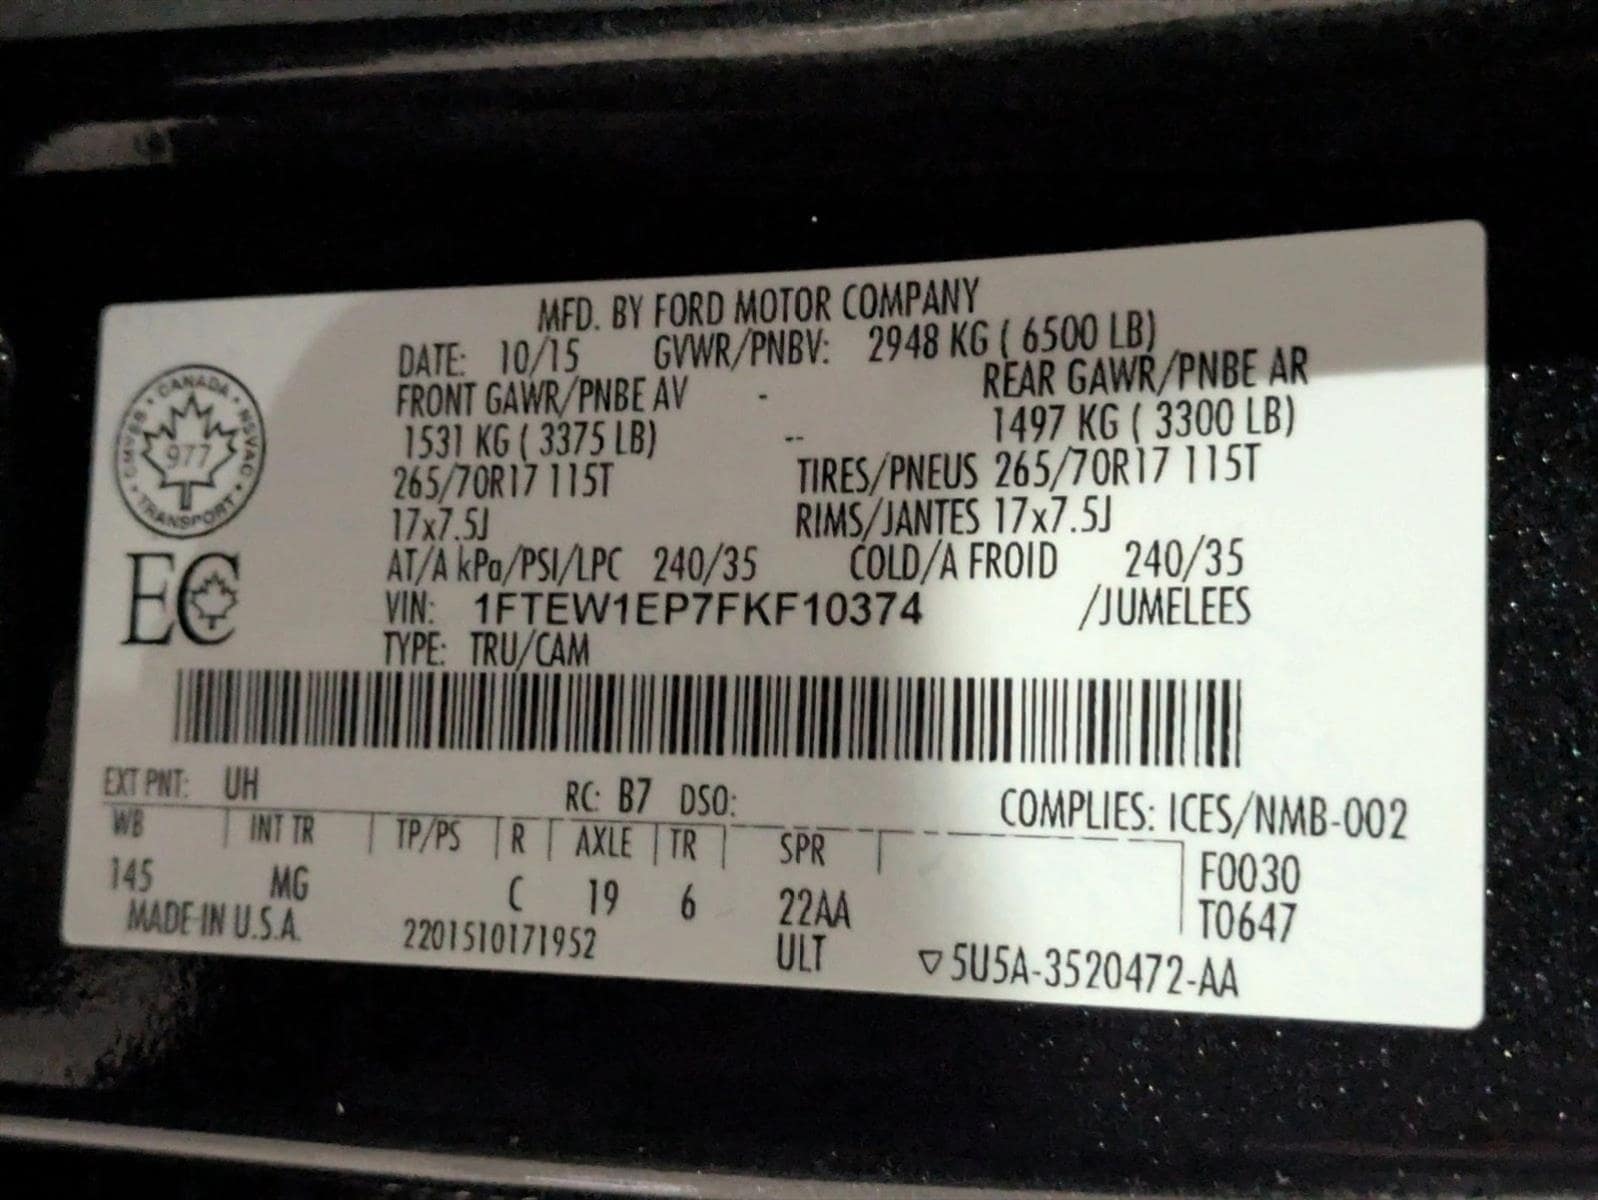 MFD. BY FORD MOTOR COMPANY
DATE: 10/15 GVWR/PNBV: 2948 KG ( 6500 LB)
FRONT GAWR/PNBE AV - REAR GAWR/PNBE AR
1531 KG ( 3375 LB) -- 1497 KG ( 3300 LB)
265/70R17 115T TIRES/PNEUS 265/70R17 115T
17x7.5J RIMS/JANTES 17x7.5J
AT/A kPa/PSI/LPC 240/35 COLD/A FROID 240/35
VIN: 1FTEW1EP7FKF10374 /JUMELEES
TYPE: TRU/CAM
CANADA • NSVAC • TRANSPORT • CMVSS •
977
EC
EXT PNT: UH RC: B7 DSO: COMPLIES: ICES/NMB-002
WB | INT TR | TP/PS | R | AXLE | TR | SPR | F0030
145 MG C 19 6 22AA T0647
MADE IN U.S.A. 2201510171952 ULT ▽5U5A-3520472-AA